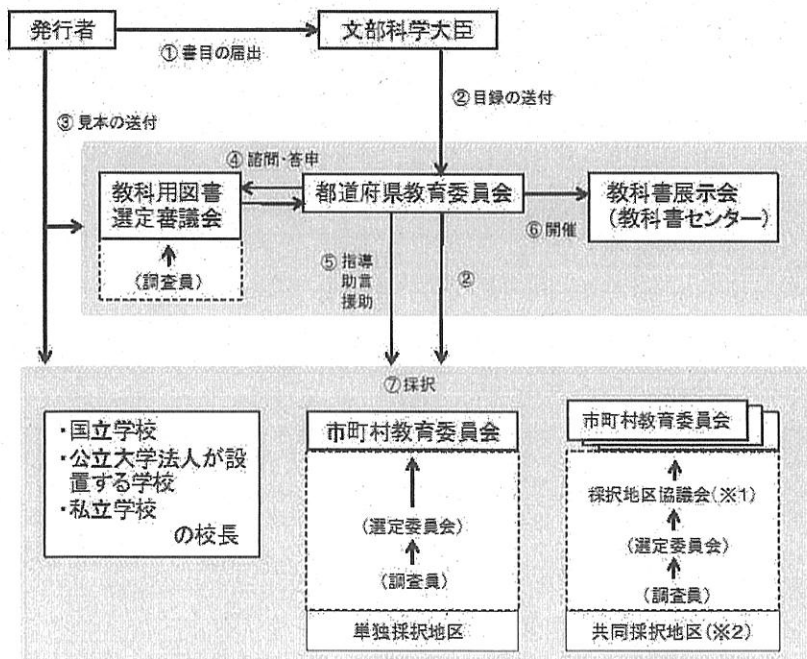 発行者
文部科学大臣
①書目の届出
②目録の送付
③見本の送付
④諮問・答申
教科用図書
選定審議会
都道府県教育委員会
教科書展示会
(教科書センター)
⑥開催
(調査員)
⑤指導
助言
援助
②
⑦採択
・国立学校
・公立大学法人が設
置する学校
・私立学校
の校長
市町村教育委員会
(選定委員会)
(調査員)
単独採択地区
市町村教育委員会
採択地区協議会(※1)
(選定委員会)
(調査員)
共同採択地区(※2)